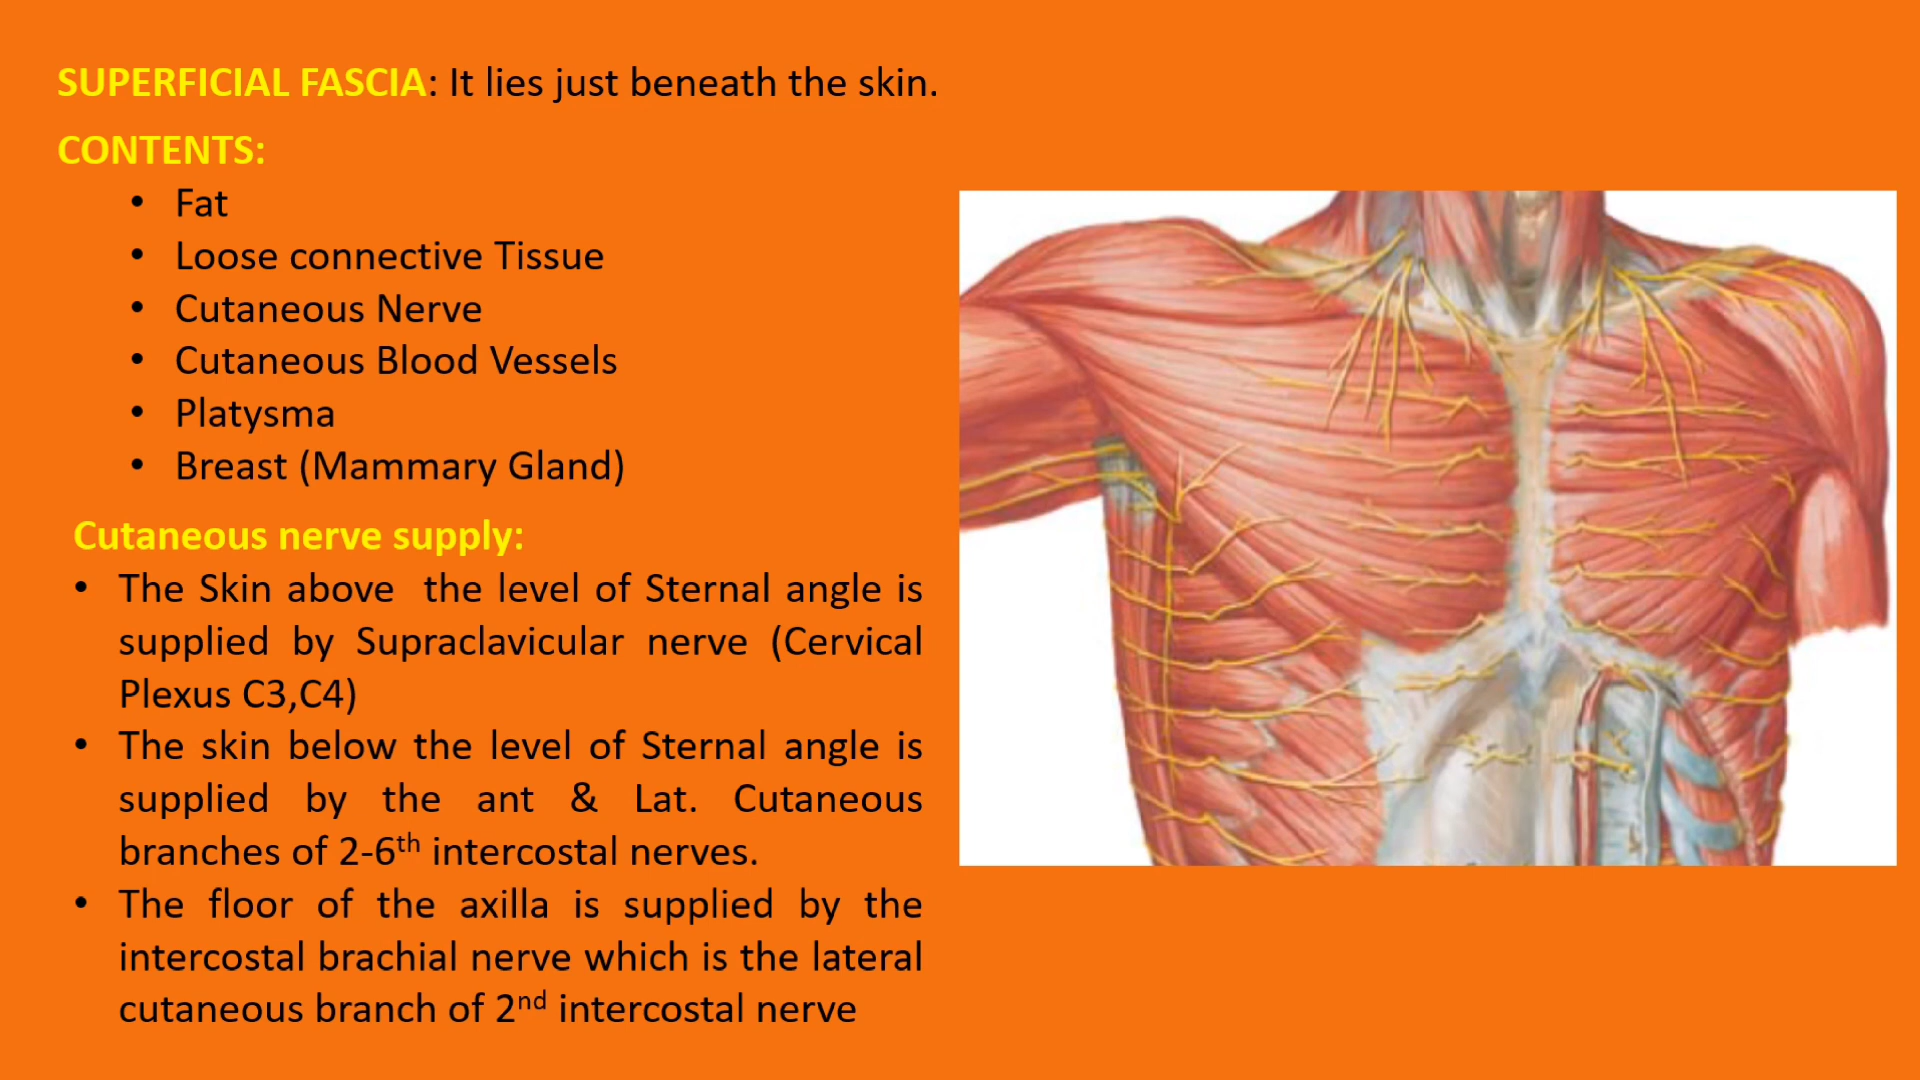 SUPERFICIAL FASCIA: It lies just beneath the skin.
CONTENTS:
• Fat
• Loose connective Tissue
• Cutaneous Nerve
• Cutaneous Blood Vessels
• Platysma
• Breast (Mammary Gland)
Cutaneous nerve supply:
• The Skin above the level of Sternal angle is
supplied by Supraclavicular nerve (Cervical
Plexus C3,C4)
• The skin below the level of Sternal angle is
supplied by the ant & Lat. Cutaneous
branches of 2-6th intercostal nerves.
• The floor of the axilla is supplied by the
intercostal brachial nerve which is the lateral
cutaneous branch of 2nd intercostal nerve